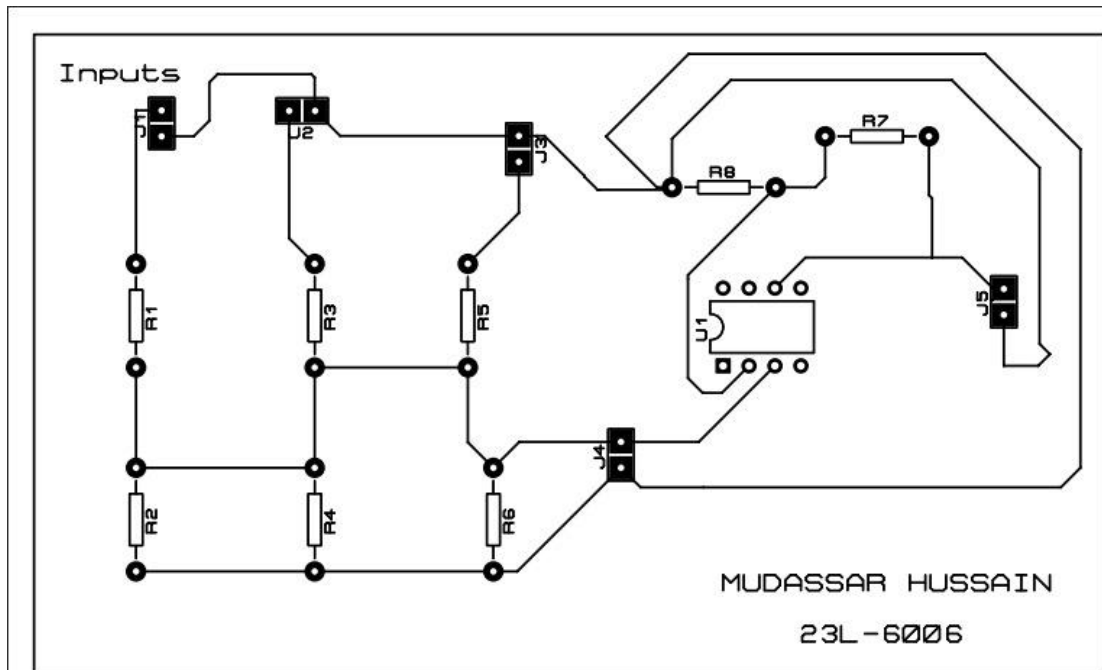 Inputs
J1
J2
J3
R7
R8
R1
R3
R5
U1
J5
J4
R2
R4
R6
MUDASSAR HUSSAIN
23L-6006